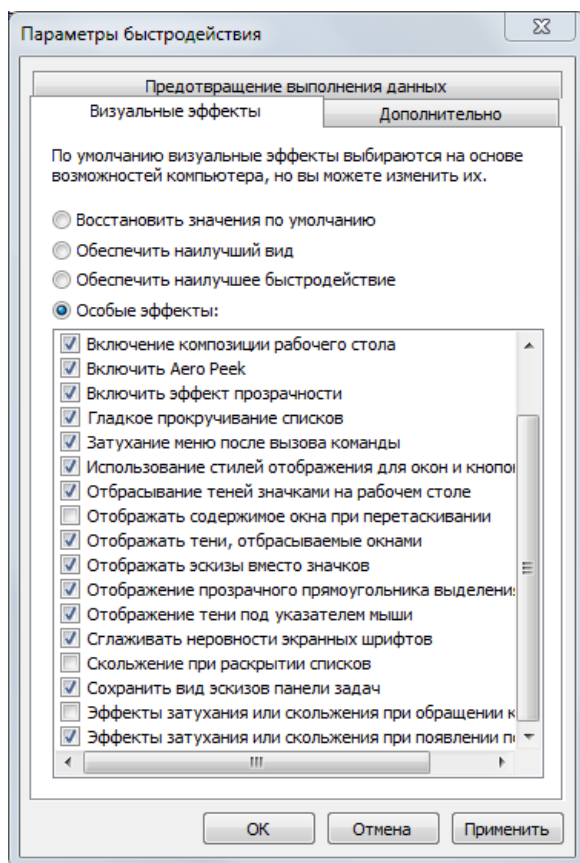 Параметры быстродействия
Предотвращение выполнения данных
Визуальные эффекты
Дополнительно
По умолчанию визуальные эффекты выбираются на основе
возможностей компьютера, но вы можете изменить их.
Восстановить значения по умолчанию
Обеспечить наилучший вид
Обеспечить наилучшее быстродействие
Особые эффекты:
Включение композиции рабочего стола
Включить Aero Peek
Включить эффект прозрачности
Гладкое прокручивание списков
Затухание меню после вызова команды
Использование стилей отображения для окон и кнопо
Отбрасывание теней значками на рабочем столе
Отображать содержимое окна при перетаскивании
Отображать тени, отбрасываемые окнами
Отображать эскизы вместо значков
Отображение прозрачного прямоугольника выделени
Отображение тени под указателем мыши
Сглаживать неровности экранных шрифтов
Скольжение при раскрытии списков
Сохранить вид эскизов панели задач
Эффекты затухания или скольжения при обращении к
Эффекты затухания или скольжения при появлении п
ОК
Отмена
Применить